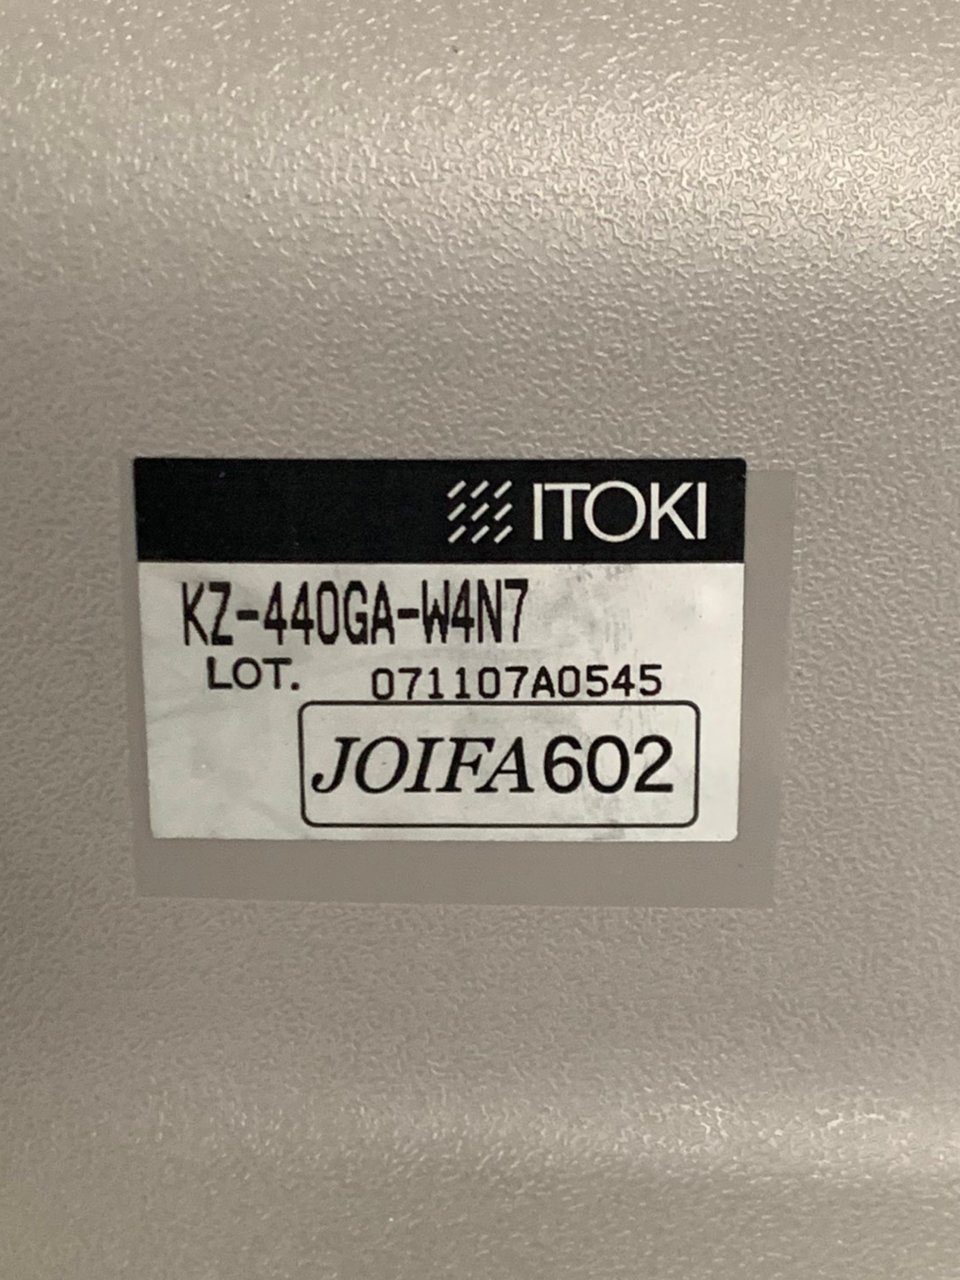 ITOKI
KZ-440GA-W4N7
LOT. 071107A0545
JOIFA602